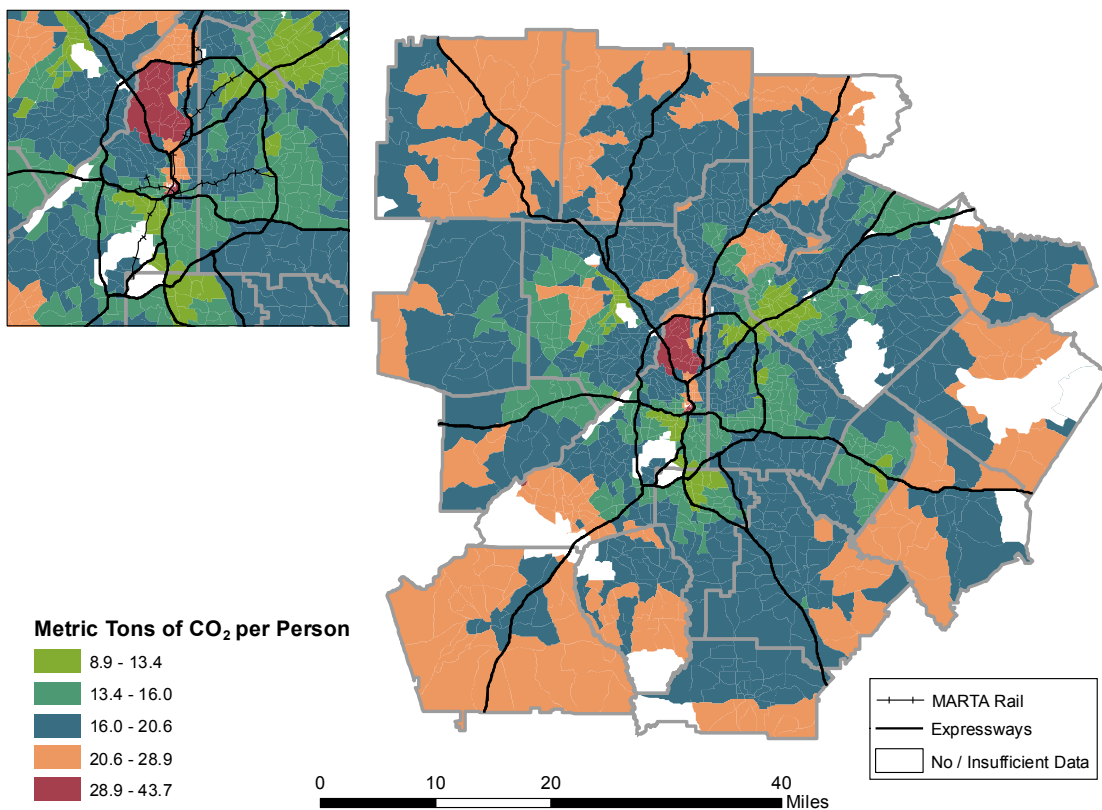 Metric Tons of CO₂ per Person
8.9 - 13.4
13.4 - 16.0
16.0 - 20.6
20.6 - 28.9
28.9 - 43.7
MARTA Rail
Expressways
No / Insufficient Data
0 10 20 40
Miles